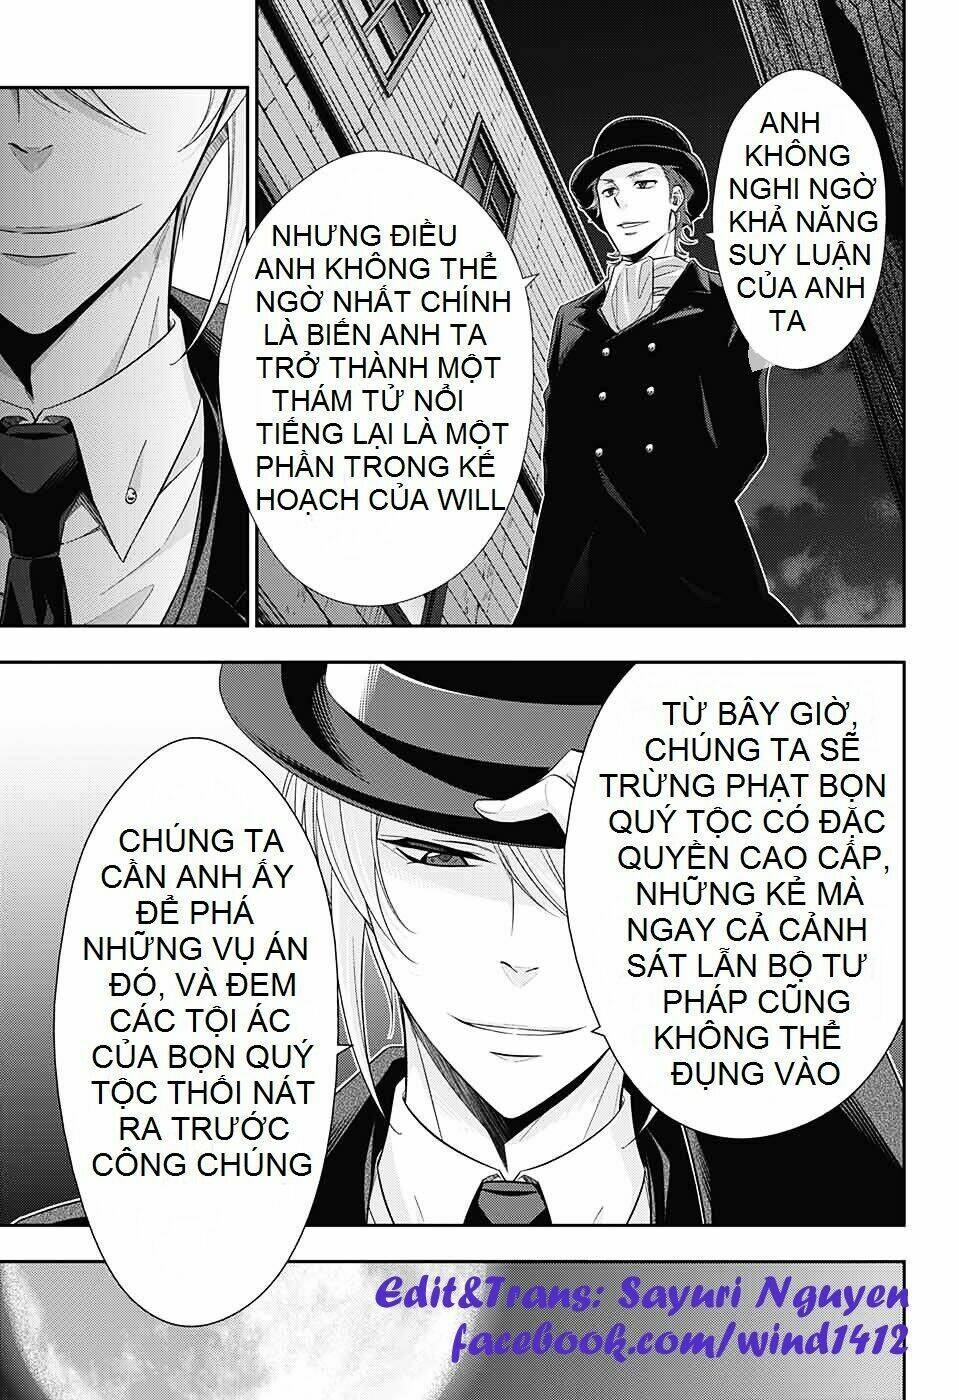 ANH
KHÔNG
NGHI NGỜ
KHẢ NĂNG
SUY LUẬN
CỦA ANH
TA
NHƯNG ĐIỀU
ANH KHÔNG THỂ
NGỜ NHẤT CHÍNH
LÀ BIẾN ANH TA
TRỞ THÀNH MỘT
THÁM TỬ NỔI
TIẾNG LẠI LÀ MỘT
PHẦN TRONG KẾ
HOẠCH CỦA WILL
TỪ BÂY GIỜ,
CHÚNG TA SẼ
TRỪNG PHẠT BỌN
QUÝ TỘC CÓ ĐẶC
QUYỀN CAO CẤP,
NHỮNG KẺ MÀ
NGAY CẢ CẢNH
SÁT LẪN BỘ TƯ
PHÁP CŨNG
KHÔNG THỂ
ĐỤNG VÀO
CHÚNG TA
CẦN ANH ẤY
ĐỂ PHÁ
NHỮNG VỤ ÁN
ĐÓ, VÀ ĐEM
CÁC TỘI ÁC
CỦA BỌN QUÝ
TỘC THỐI NÁT
RA TRƯỚC
CÔNG CHÚNG
Edit&Trans: Sayuri Nguyen
facebook.com/wind1412